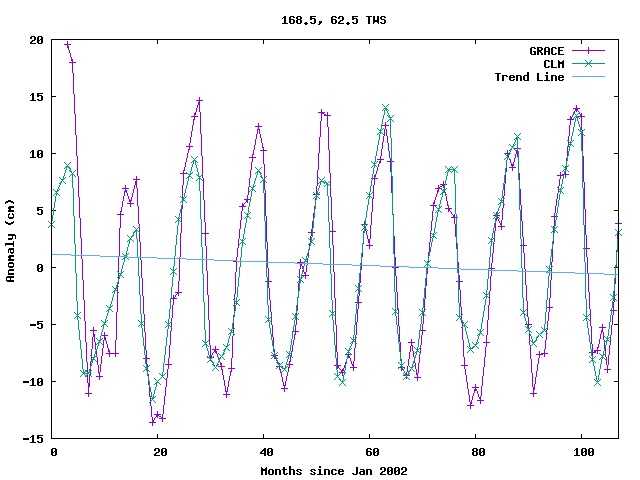 168.5, 62.5 TWS
GRACE
CLM
Trend Line
20
15
10
5
0
-5
-10
-15
Anomaly (cm)
0 20 40 60 80 100
Months since Jan 2002